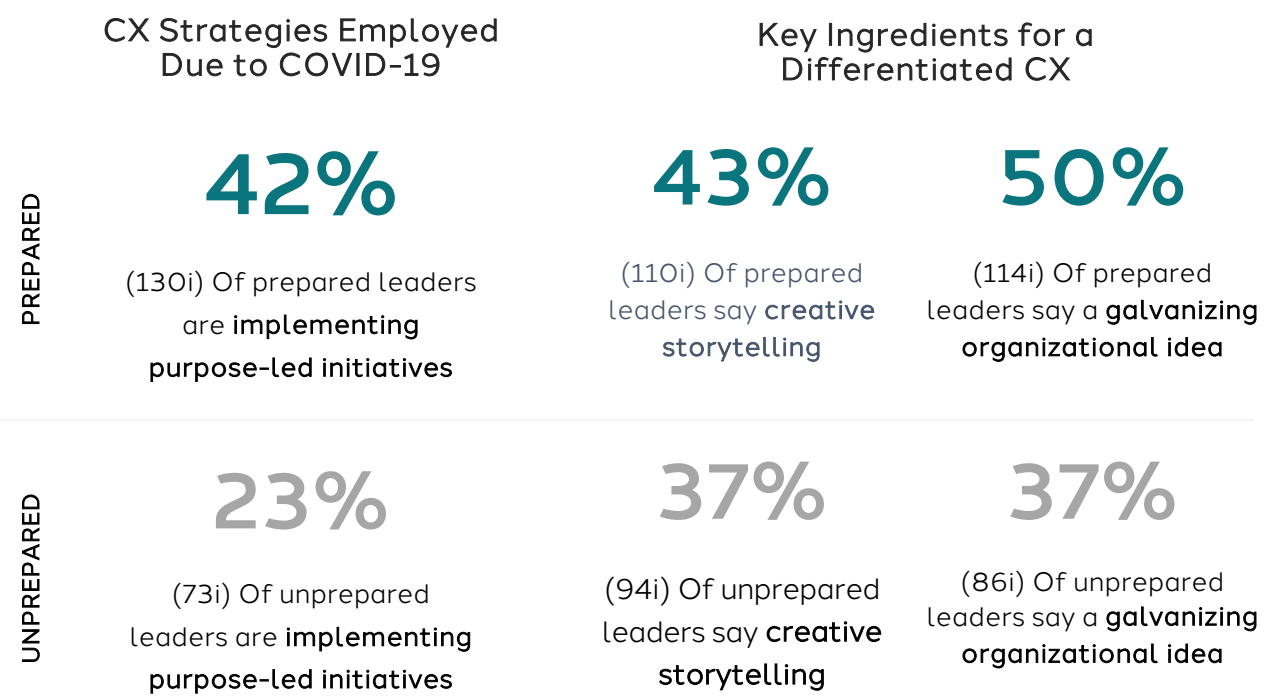 CX Strategies Employed
Due to COVID-19
Key Ingredients for a
Differentiated CX
PREPARED
42%
(130i) Of prepared leaders
are implementing
purpose-led initiatives
43%
(110i) Of prepared
leaders say creative
storytelling
50%
(114i) Of prepared
leaders say a galvanizing
organizational idea
UNPREPARED
23%
(73i) Of unprepared
leaders are implementing
purpose-led initiatives
37%
(94i) Of unprepared
leaders say creative
storytelling
37%
(86i) Of unprepared
leaders say a galvanizing
organizational idea